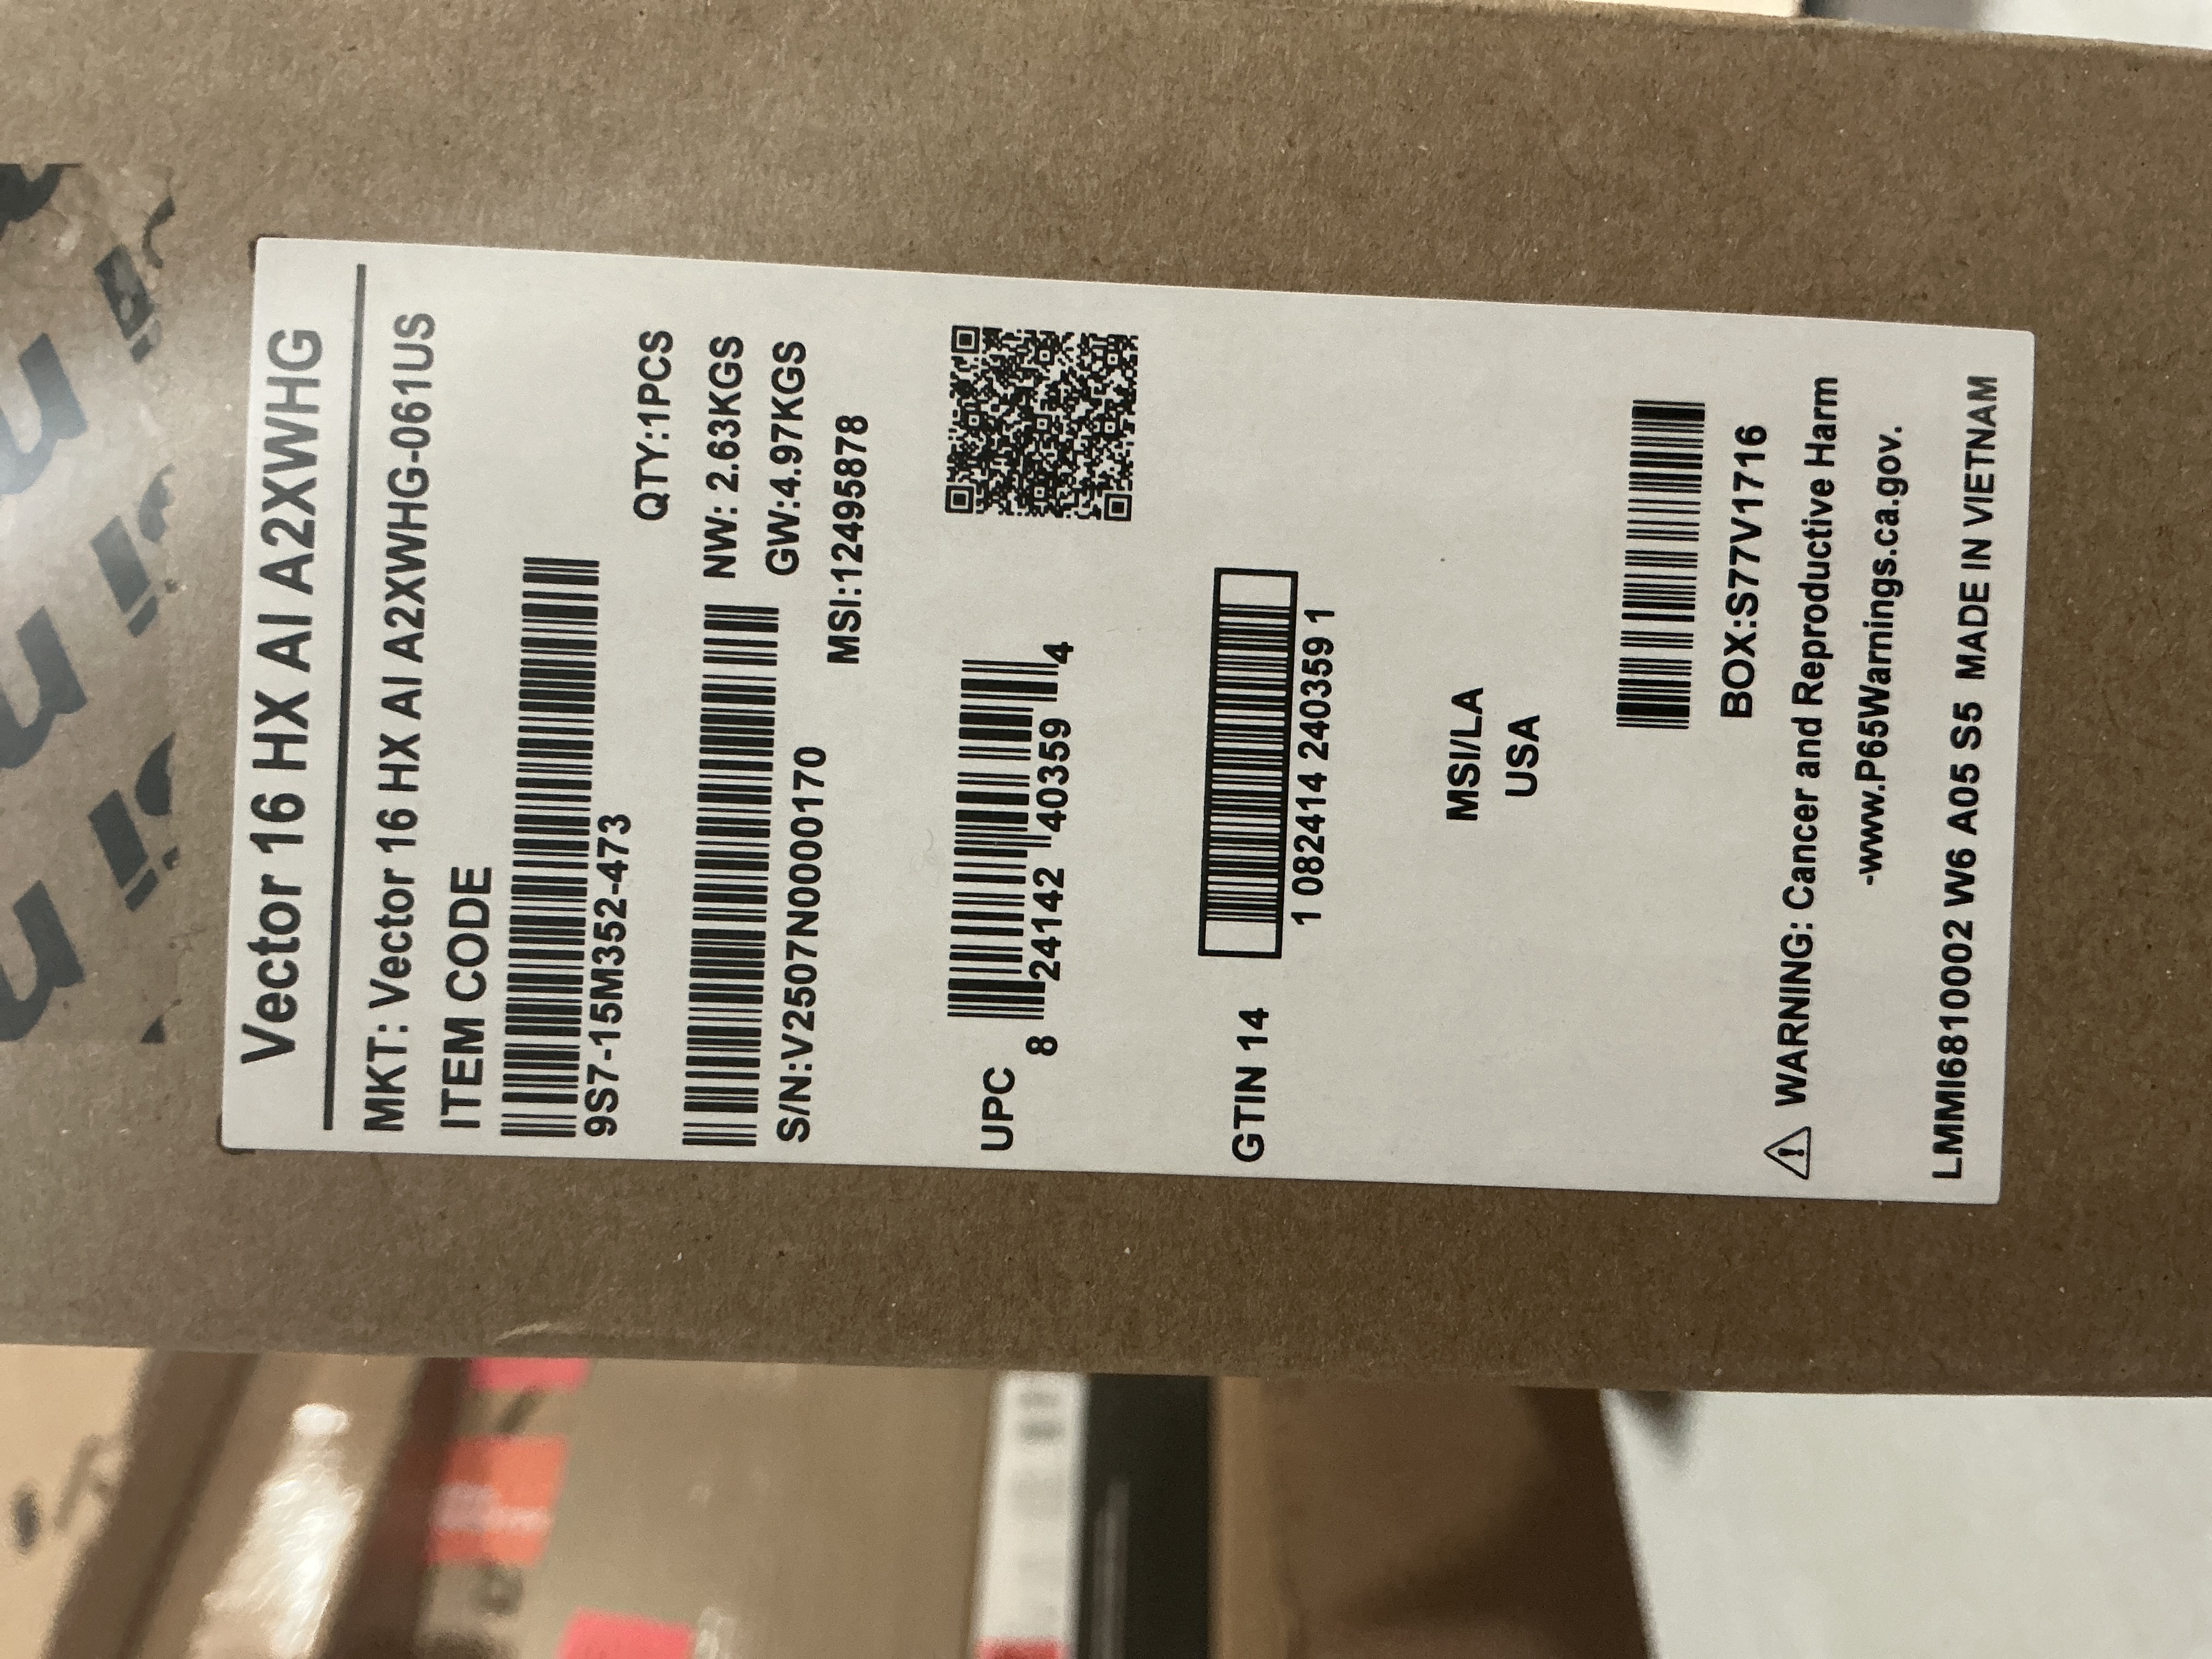 Vector 16 HX AI A2XWHG
MKT: Vector 16 HX AI A2XWHG-061US
ITEM CODE
9S7-15M352-473
QTY:1PCS
NW: 2.63KGS
GW:4.97KGS
S/N:V2507N0000170
MSI:12495878
UPC
8 24142 40359 4
GTIN 14
1 082414 240359 1
MSI/LA
USA
BOX:S77V1716
⚠ WARNING: Cancer and Reproductive Harm
-www.P65Warnings.ca.gov.
LMMI6810002 W6 A05 S5 MADE IN VIETNAM